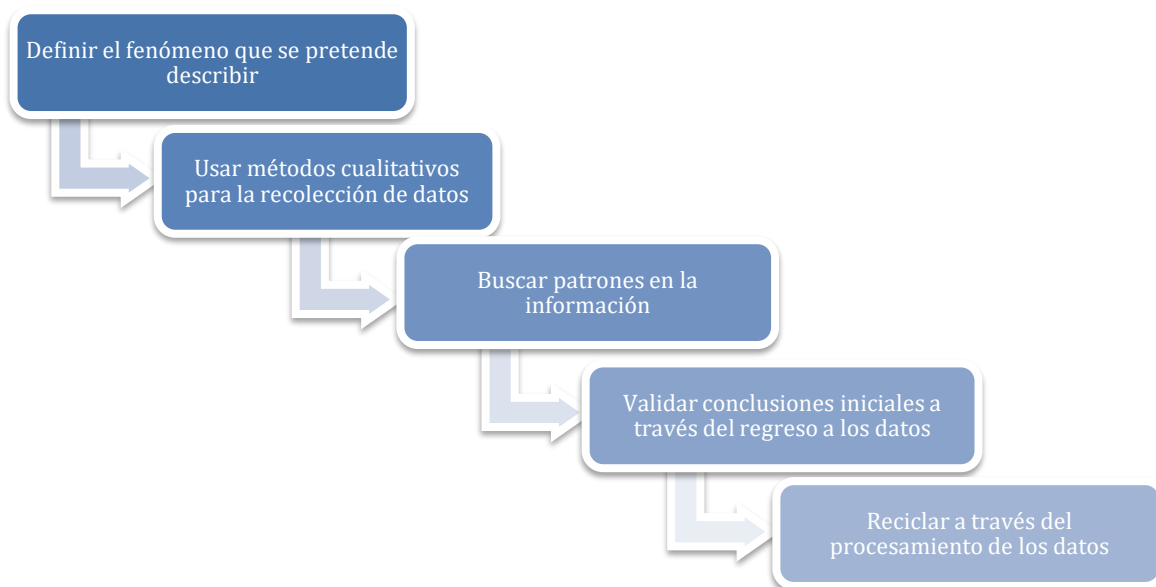 Definir el fenómeno que se pretende
describir
Usar métodos cualitativos
para la recolección de datos
Buscar patrones en la
información
Validar conclusiones iniciales a
través del regreso a los datos
Reciclar a través del
procesamiento de los datos